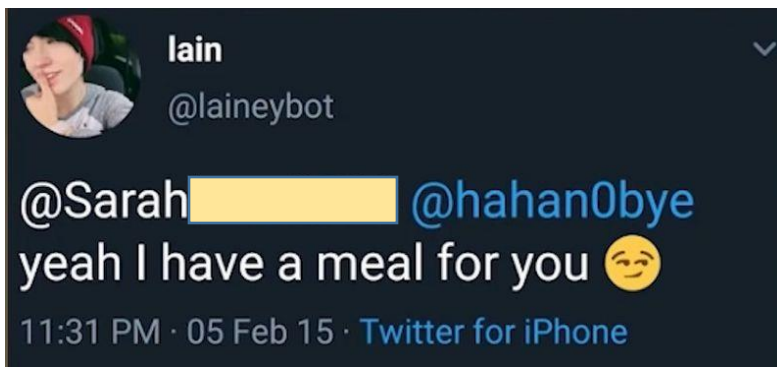 lain
@laineybot
@Sarah @hahan0bye
yeah I have a meal for you 😏
11:31 PM · 05 Feb 15 · Twitter for iPhone